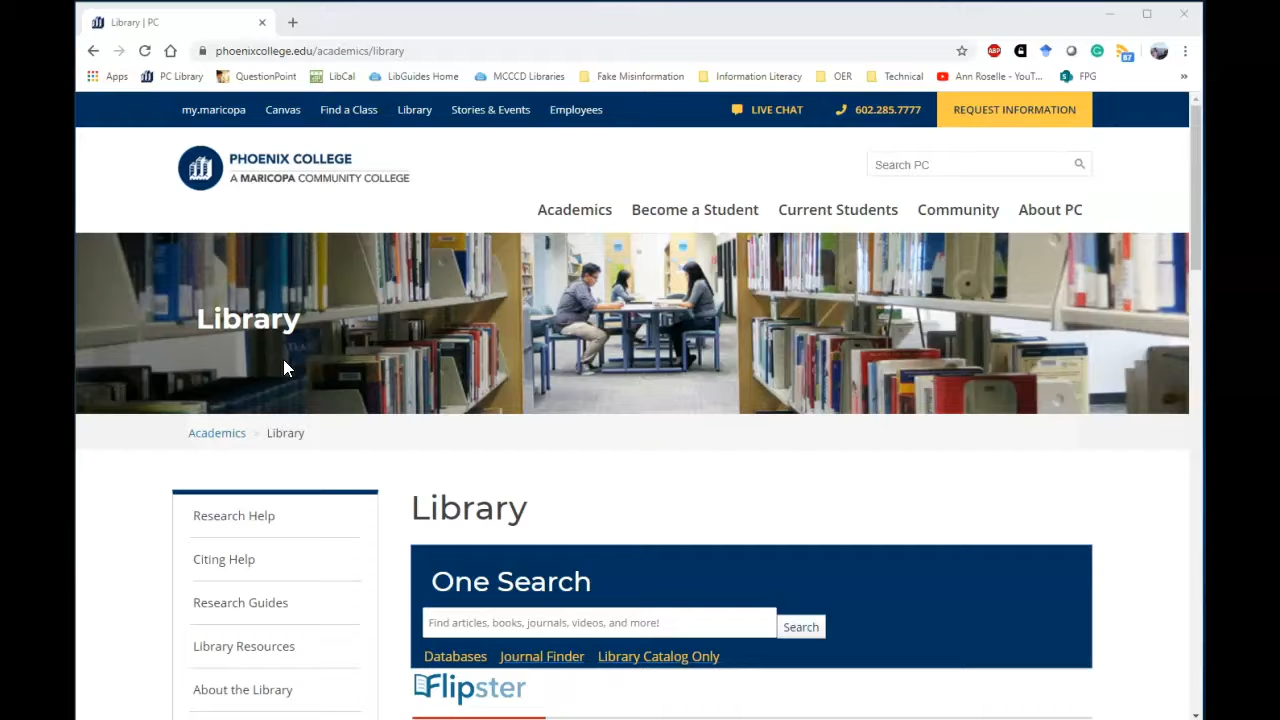 Library | PC
phoenixcollege.edu/academics/library
ABP
87
Apps PC Library QuestionPoint LibCal LibGuides Home MCCCD Libraries Fake Misinformation Information Literacy OER Technical Ann Roselle - YouT... FPG »
my.maricopa Canvas Find a Class Library Stories & Events Employees LIVE CHAT 602.285.7777 REQUEST INFORMATION
PHOENIX COLLEGE
A MARICOPA COMMUNITY COLLEGE
Search PC
Academics Become a Student Current Students Community About PC
Library
Academics > Library
Research Help
Citing Help
Research Guides
Library Resources
About the Library
Library
One Search
Find articles, books, journals, videos, and more!
Search
Databases Journal Finder Library Catalog Only
Flipster